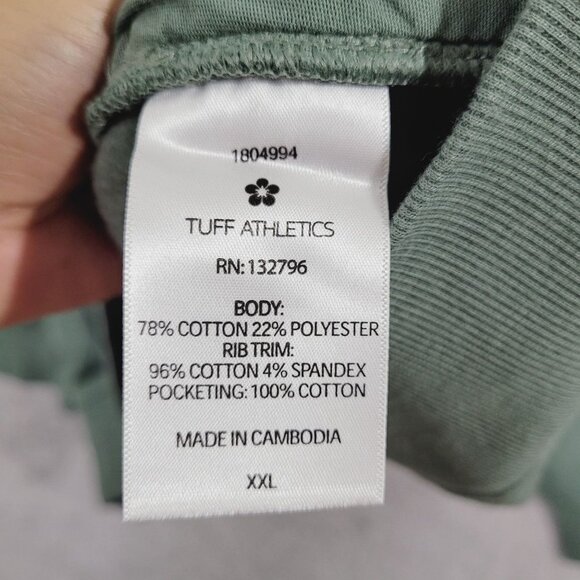 1804994
TUFF ATHLETICS
RN: 132796
BODY:
78% COTTON 22% POLYESTER
RIB TRIM:
96% COTTON 4% SPANDEX
POCKETING: 100% COTTON
MADE IN CAMBODIA
XXL